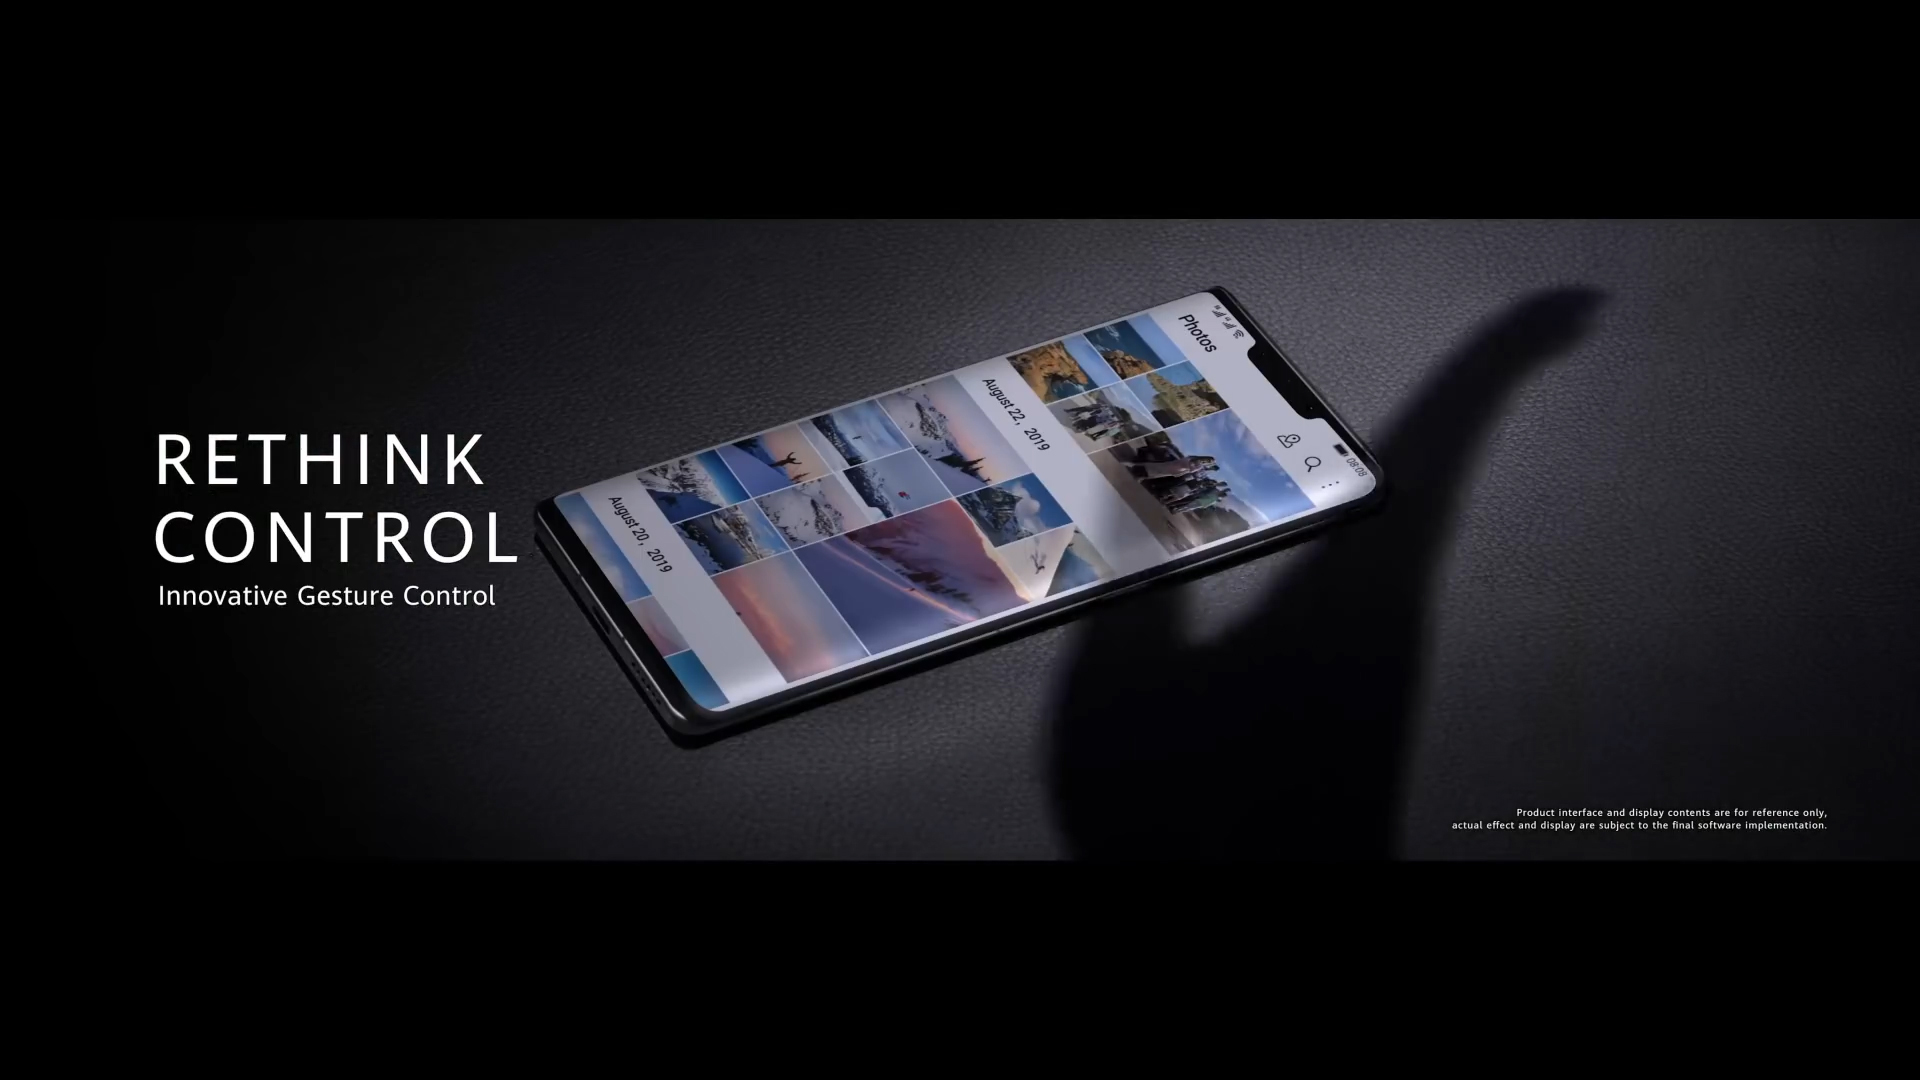 RETHINK
CONTROL
Innovative Gesture Control
Photos
08:08
August 22, 2019
August 20, 2019
Product interface and display contents are for reference only,
actual effect and display are subject to the final software implementation.